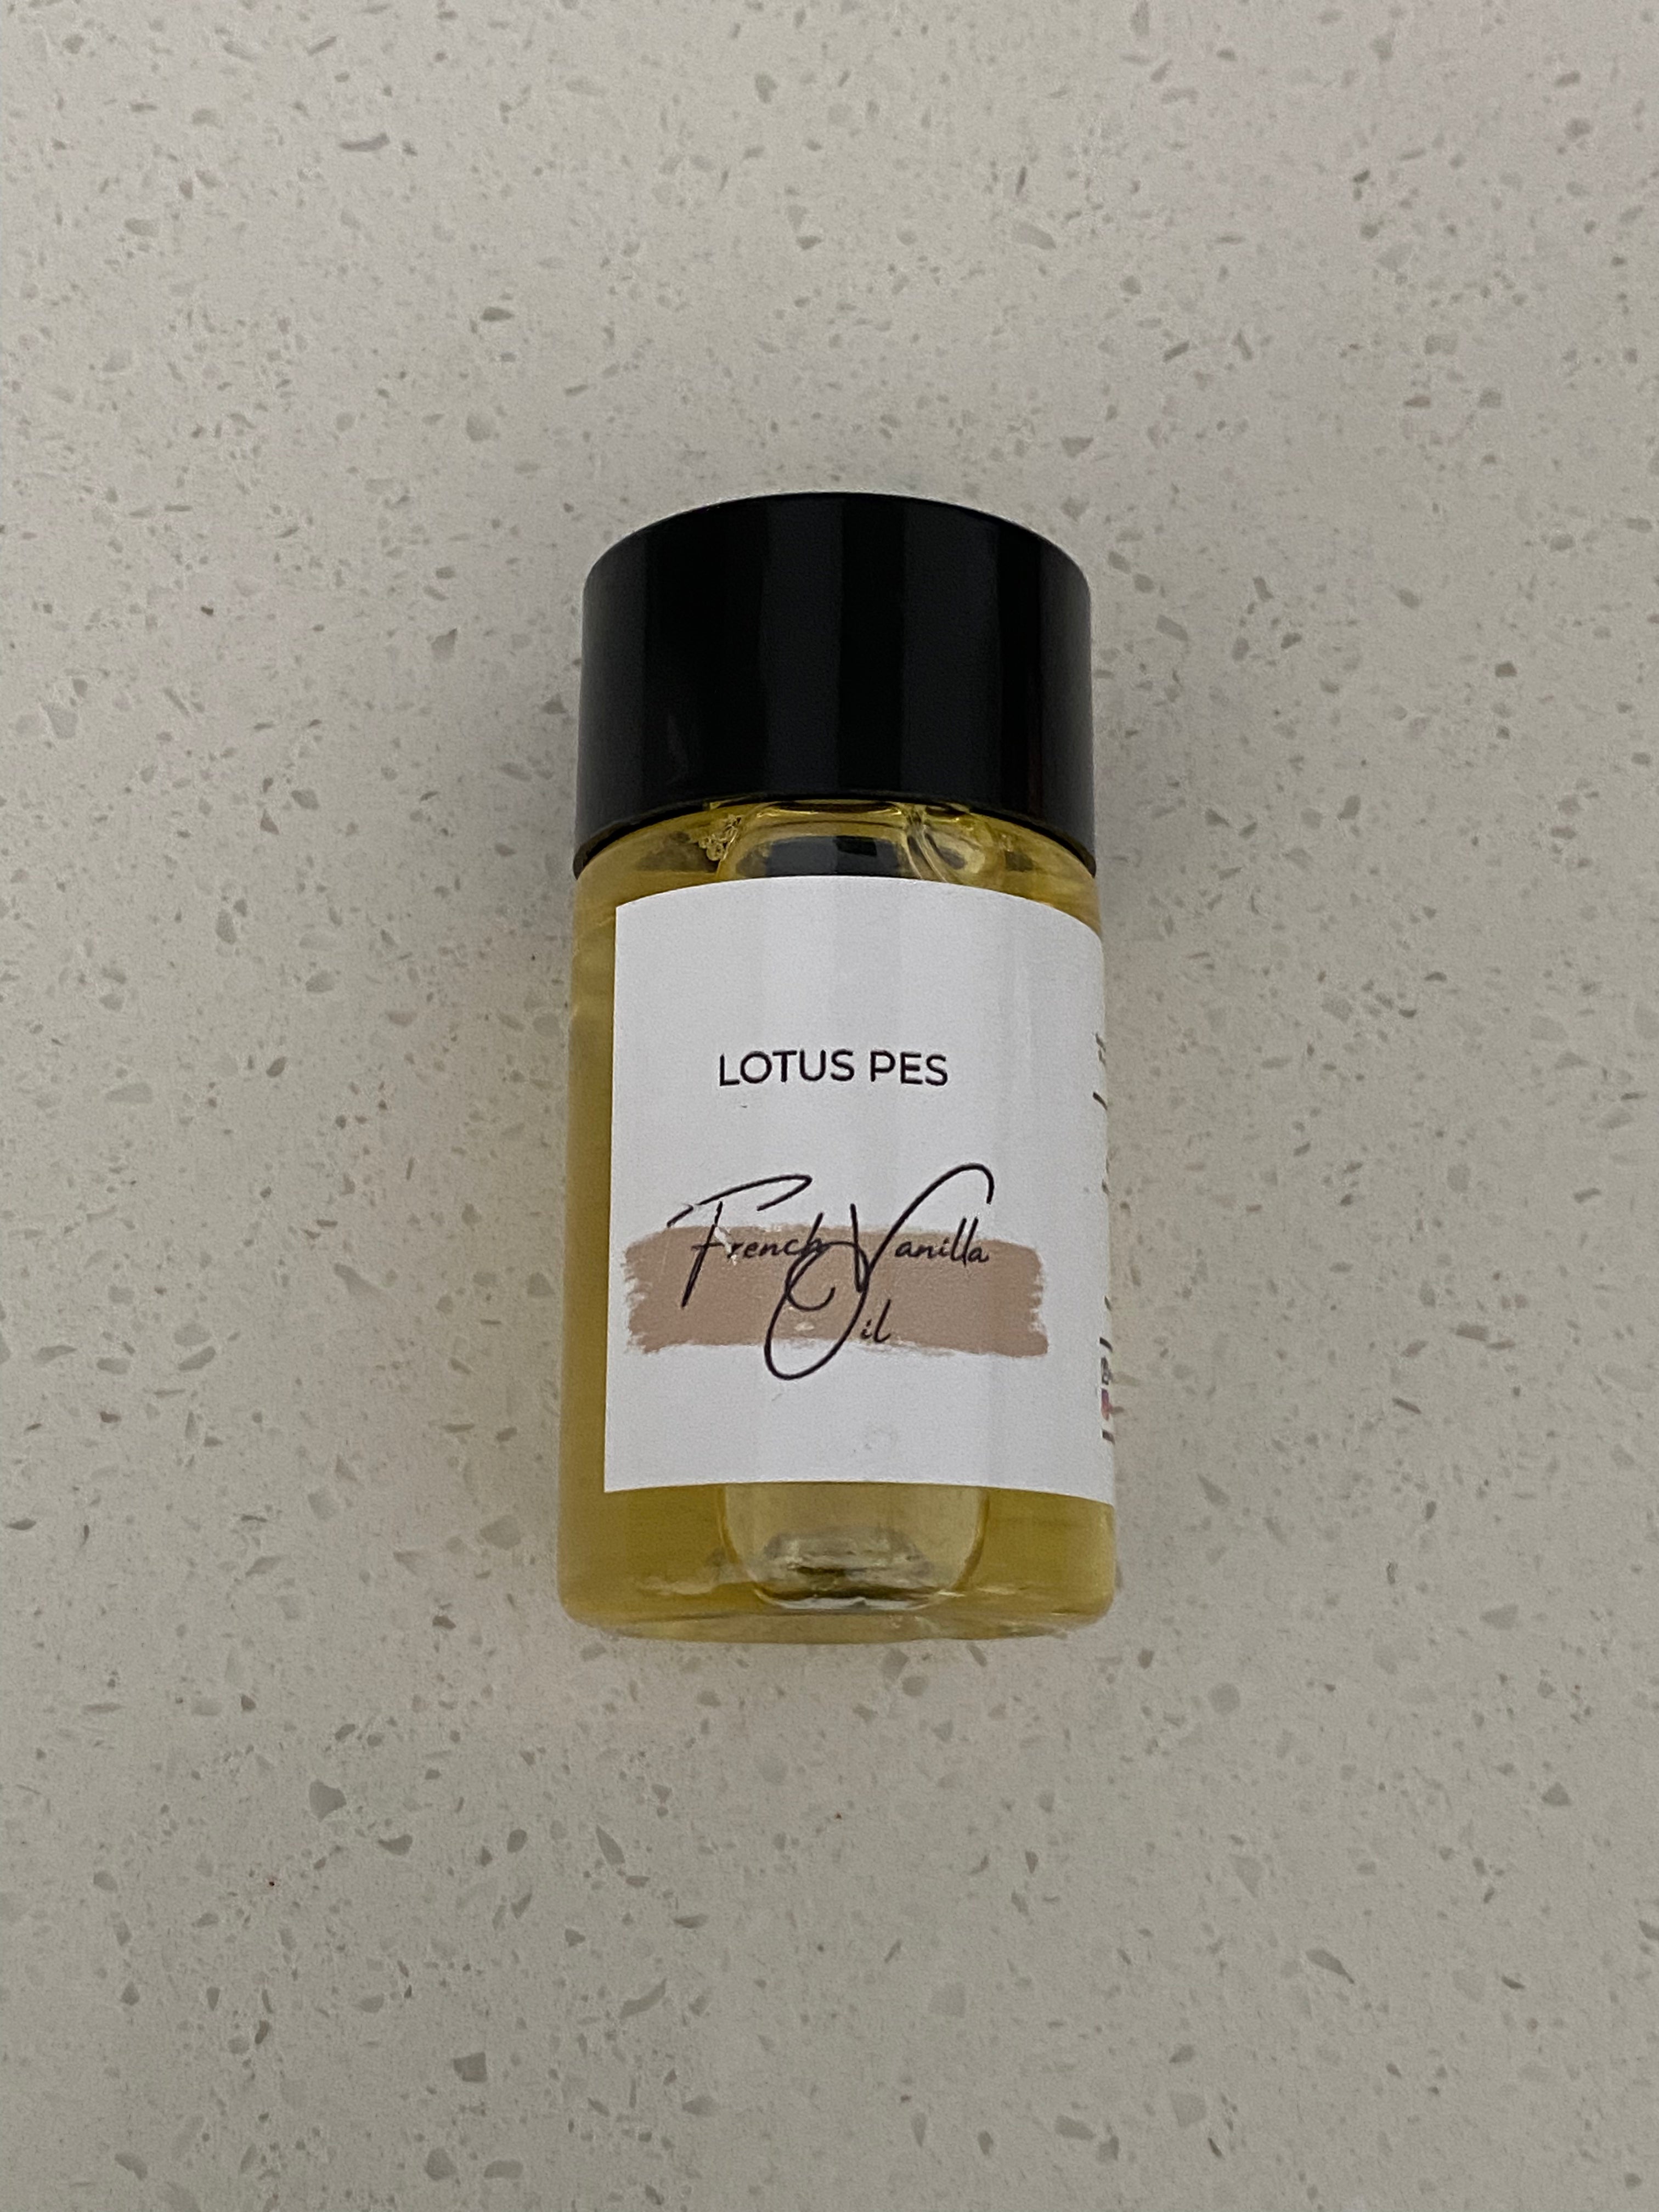 LOTUS PES
French Vanilla
Oil